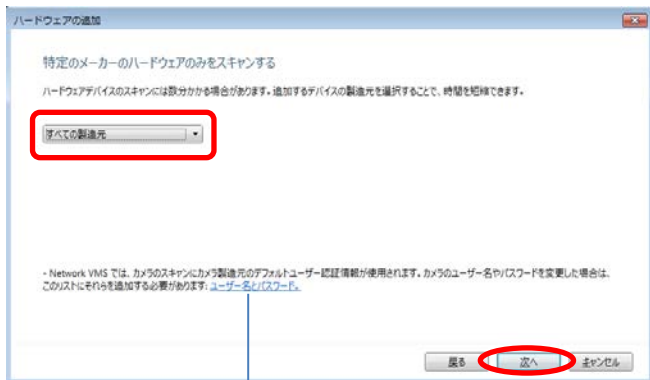 ハードウェアの追加
特定のメーカーのハードウェアのみをスキャンする
ハードウェアデバイスのスキャンには数分かかる場合があります。追加するデバイスの製造元を選択することで、時間を短縮できます。
すべての製造元
- Network VMS では、カメラのスキャンにカメラ製造元のデフォルトユーザー認証情報が使用されます。カメラのユーザー名やパスワードを変更した場合は、
このリストにそれらを追加する必要があります: ユーザー名とパスワード。
戻る 次へ キャンセル